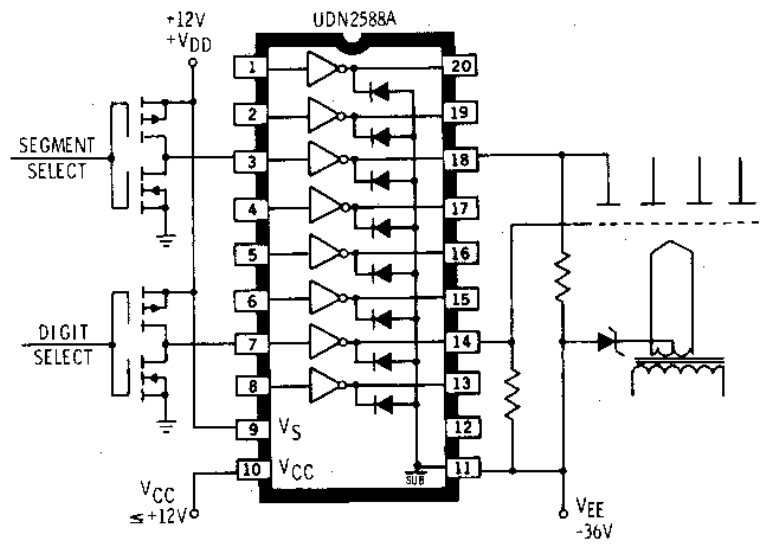 UDN2588A
+12V
+VDD
SEGMENT
SELECT
DIGIT
SELECT
1
2
3
4
5
6
7
8
9
10
VS
VCC
VCC
≤+12V
20
19
18
17
16
15
14
13
12
11
SUB
VEE
-36V